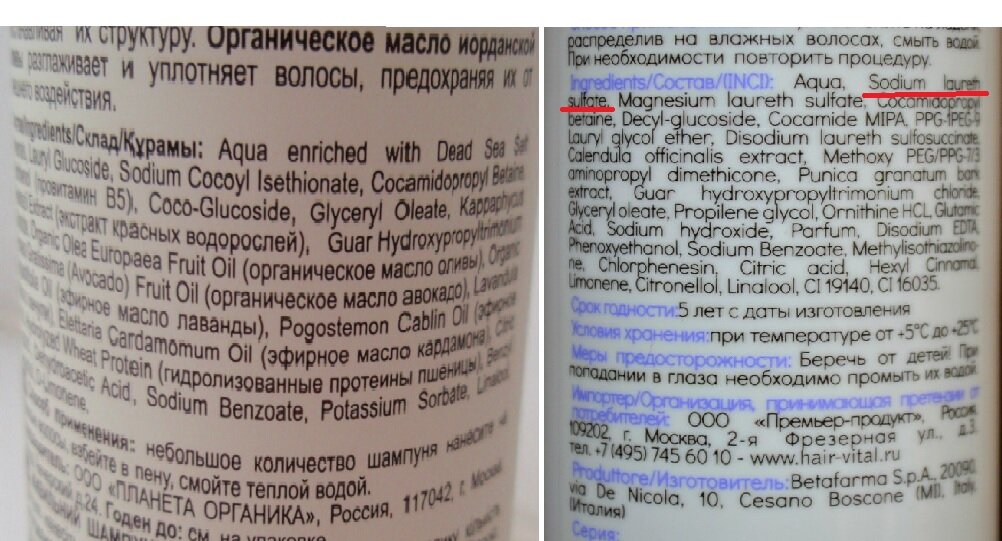 их структуру. Органическое масло иорданской
разглаживает и уплотняет волосы, предохраняя их от
воздействия.
Ingredients/Склад/Құрамы: Aqua enriched with Dead Sea Salt
Lauryl Glucoside, Sodium Cocoyl Isethionate, Cocamidopropyl Betaine,
(провитамин B5), Coco-Glucoside, Glyceryl Oleate, Kappaphycus
Extract (экстракт красных водорослей), Guar Hydroxypropyltrimonium
Organic Olea Europaea Fruit Oil (органическое масло оливы), Organic
(Avocado) Fruit Oil (органическое масло авокадо), Lavandula
Oil (эфирное масло лаванды), Pogostemon Cablin Oil (эфирное
Elettaria Cardamomum Oil (эфирное масло кардамона),
Wheat Protein (гидролизованные протеины пшеницы), Benzyl
Dehydroacetic Acid, Sodium Benzoate, Potassium Sorbate, Linalool,
применения: небольшое количество шампуня нанесите на
волосы, взбейте в пену, смойте теплой водой.
ООО «ПЛАНЕТА ОРГАНИКА», Россия, 117042, г. Москва,
д.24. Годен до: см. на упаковке.
распределив на влажных волосах, смыть водой.
При необходимости повторить процедуру.
Ingredients/Состав/(INCI): Aqua, Sodium laureth
sulfate, Magnesium laureth sulfate, Cocamidopropyl
betaine, Decyl-glucoside, Cocamide MIPA, PPG-1PEG-9
Lauryl glycol ether, Disodium laureth sulfosuccinate,
Calendula officinalis extract, Methoxy PEG/PPG-7/3
aminopropyl dimethicone, Punica granatum bark
extract, Guar hydroxypropyltrimonium chloride,
Glyceryl oleate, Propilene glycol, Ornithine HCL, Glutamic
Acid, Sodium hydroxide, Parfum, Disodium EDTA,
Pheroxyethanol, Sodium Benzoate, Methylisothiazolino-
ne, Chlorphenesin, Citric acid, Hexyl Cinnamal,
Limonene, Citronellol, Linalool, CI 19140, CI 16035.
Срок годности: 5 лет с даты изготовления
Условия хранения: при температуре от +5°C до +25°C
Меры предосторожности: Беречь от детей! При
попадании в глаза необходимо промыть их водой.
Импортер/Организация, принимающая претензии от
потребителей: ООО «Премьер-продукт», Россия,
109202, г. Москва, 2-я Фрезерная ул., д.3,
тел. +7 (495) 745 60 10 - www.hair-vital.ru
Produttore/Изготовитель: Betafarma S.p.A., 20090,
via De Nicola, 10, Cesano Boscone (MI), Italy,
(Италия)
Серия: